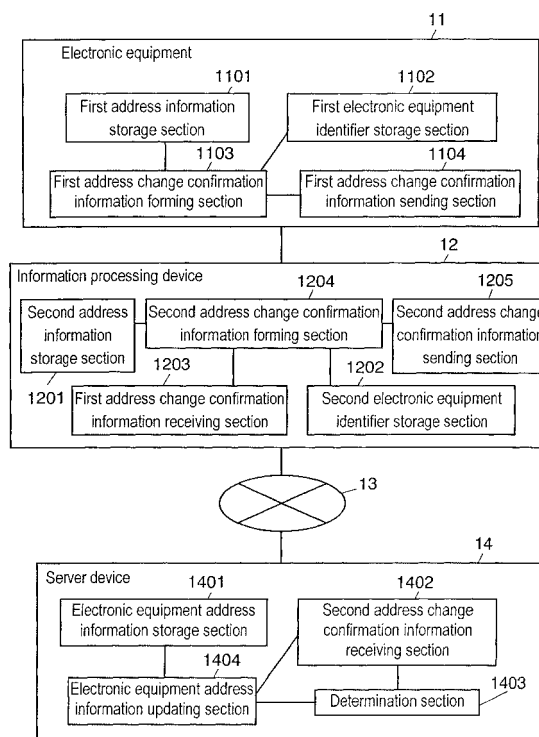 11
Electronic equipment
1101
1102
First address information
storage section
First electronic equipment
identifier storage section
1103
1104
First address change confirmation
information forming section
First address change confirmation
information sending section
12
Information processing device
1204
1205
Second address
information
storage section
Second address change confirmation
information forming section
Second address change
confirmation information
sending section
1201
1203
1202
First address change confirmation
information receiving section
Second electronic equipment
identifier storage section
13
14
Server device
1401
1402
Electronic equipment address
information storage section
Second address change
confirmation information
receiving section
1404
1403
Electronic equipment address
information updating section
Determination section